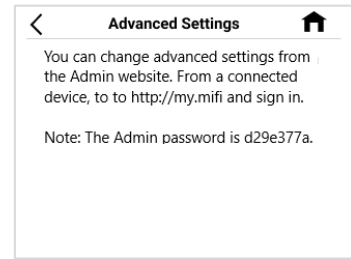 Advanced Settings
You can change advanced settings from
the Admin website. From a connected
device, to to http://my.mifi and sign in.
Note: The Admin password is d29e377a.